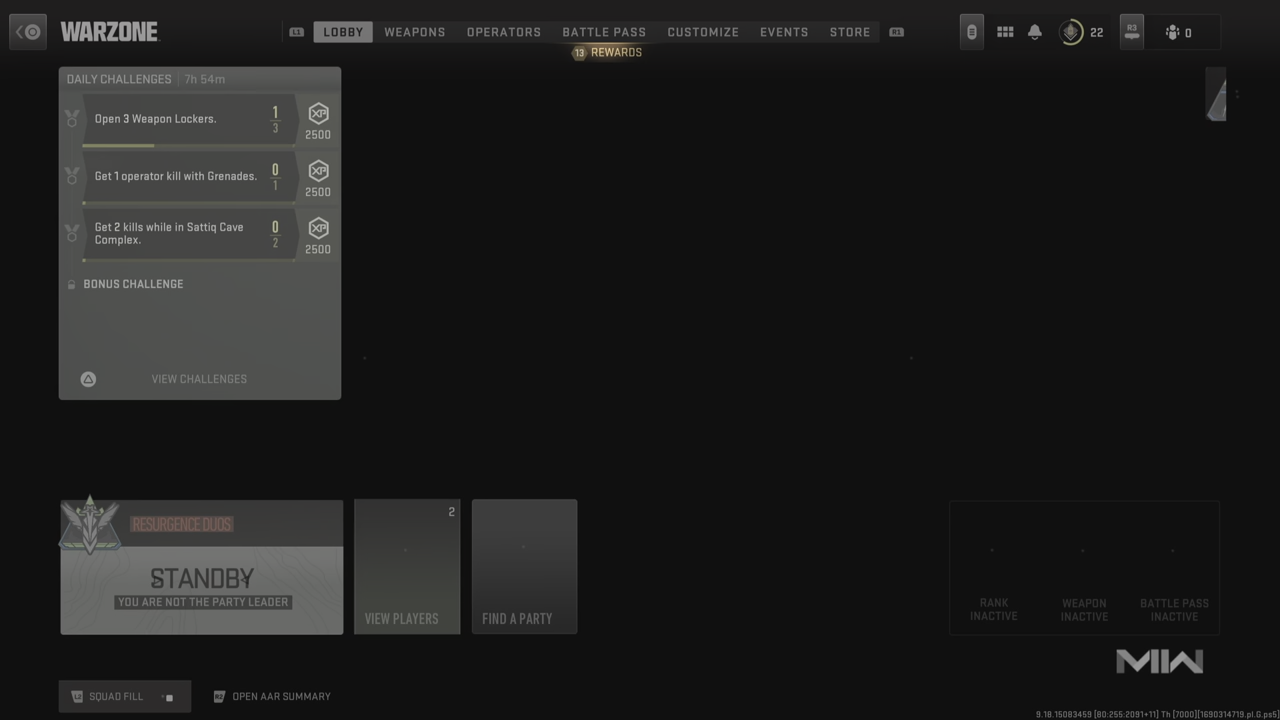 WARZONE
L1
LOBBY
WEAPONS
OPERATORS
BATTLE PASS
CUSTOMIZE
EVENTS
STORE
R1
22
R3
0
13 REWARDS
DAILY CHALLENGES | 7h 54m
Open 3 Weapon Lockers.
1
3
XP
2500
Get 1 operator kill with Grenades.
0
1
XP
2500
Get 2 kills while in Sattiq Cave
Complex.
0
2
XP
2500
BONUS CHALLENGE
VIEW CHALLENGES
RESURGENCE DUOS
STANDBY
YOU ARE NOT THE PARTY LEADER
2
VIEW PLAYERS
FIND A PARTY
RANK
INACTIVE
WEAPON
INACTIVE
BATTLE PASS
INACTIVE
MW
L2 SQUAD FILL
R2 OPEN AAR SUMMARY
9.18.15083459 [80:255:2091+11] Th [7000][1690314719.pl.G.ps5]